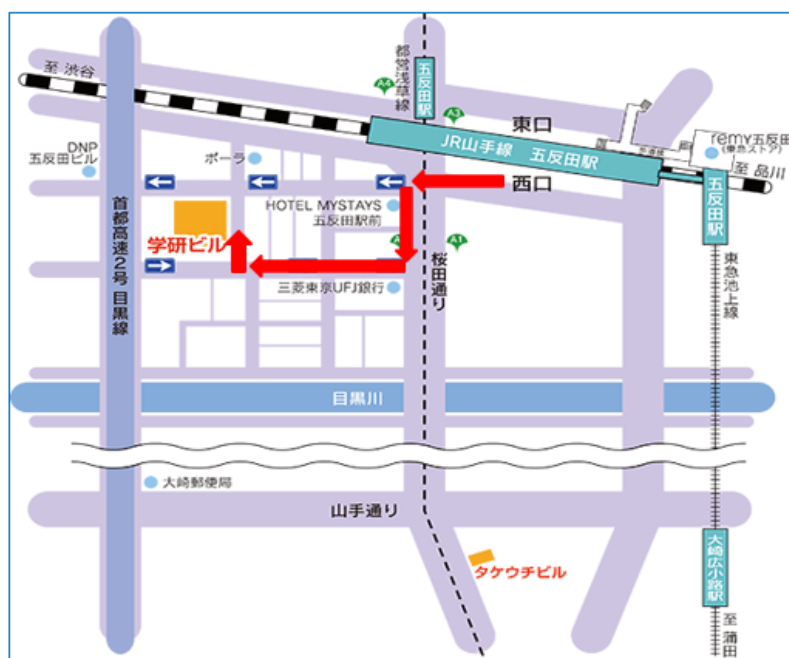 至 渋谷
都営浅草線
五反田駅
A4
A3
東口
JR山手線 五反田駅
remy五反田
(東急ストア)
至 品川
DNP
五反田ビル
ポーラ
西口
五反田駅
HOTEL MYSTAYS
五反田駅前
学研ビル
A1
桜田通り
首都高速2号 目黒線
三菱東京UFJ銀行
東急池上線
目黒川
大崎郵便局
山手通り
タケウチビル
大崎広小路駅
至 蒲田